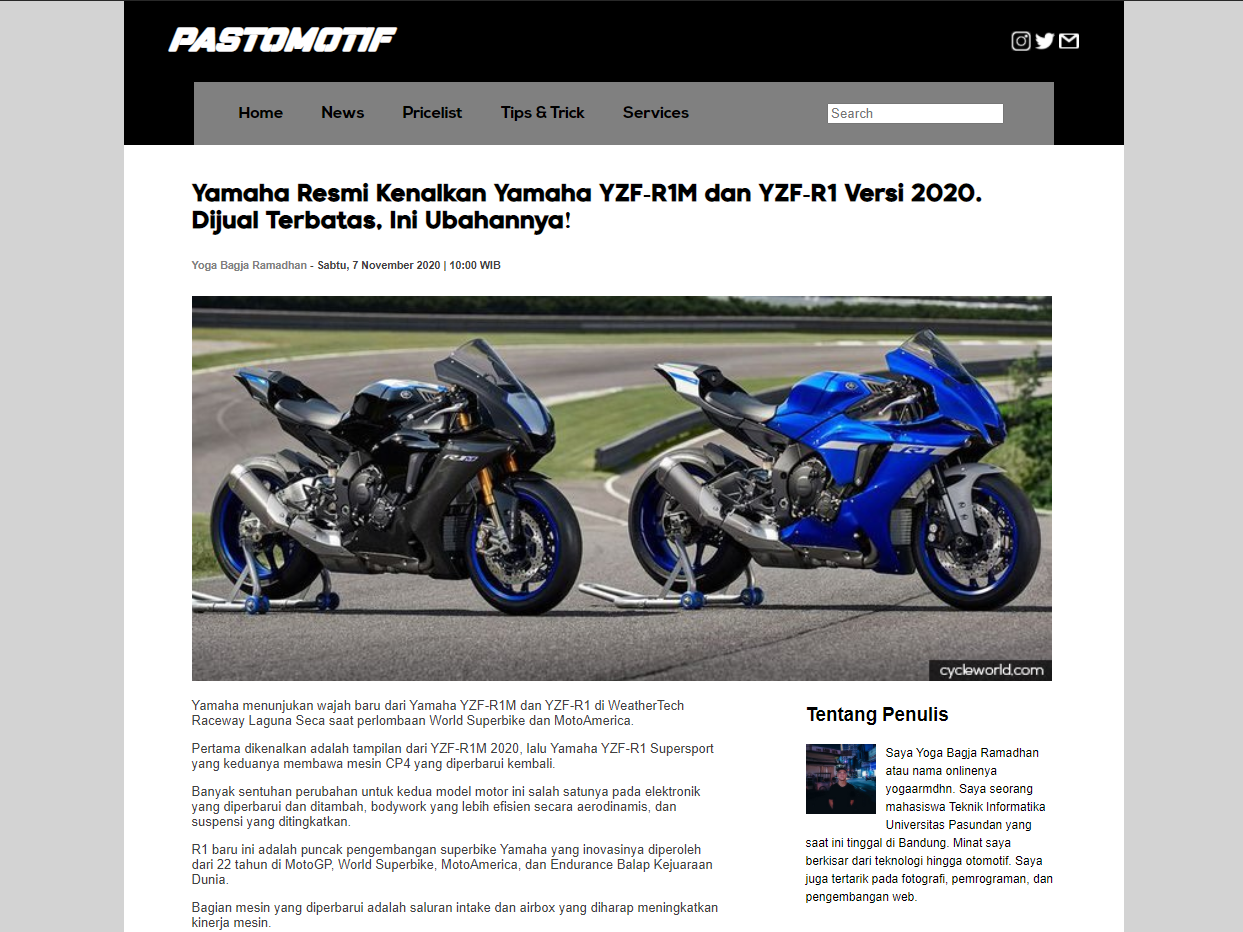 PASTOMOTIF
Home News Pricelist Tips & Trick Services Search
Yamaha Resmi Kenalkan Yamaha YZF-R1M dan YZF-R1 Versi 2020.
Dijual Terbatas, Ini Ubahannya!
Yoga Bagja Ramadhan - Sabtu, 7 November 2020 | 10:00 WIB
R1M
R1
cycleworld.com
Yamaha menunjukan wajah baru dari Yamaha YZF-R1M dan YZF-R1 di WeatherTech
Raceway Laguna Seca saat perlombaan World Superbike dan MotoAmerica.
Pertama dikenalkan adalah tampilan dari YZF-R1M 2020, lalu Yamaha YZF-R1 Supersport
yang keduanya membawa mesin CP4 yang diperbarui kembali.
Banyak sentuhan perubahan untuk kedua model motor ini salah satunya pada elektronik
yang diperbarui dan ditambah, bodywork yang lebih efisien secara aerodinamis, dan
suspensi yang ditingkatkan.
R1 baru ini adalah puncak pengembangan superbike Yamaha yang inovasinya diperoleh
dari 22 tahun di MotoGP, World Superbike, MotoAmerica, dan Endurance Balap Kejuaraan
Dunia.
Bagian mesin yang diperbarui adalah saluran intake dan airbox yang diharap meningkatkan
kinerja mesin.
Tentang Penulis
Saya Yoga Bagja Ramadhan
atau nama onlinenya
yogaarmdhn. Saya seorang
mahasiswa Teknik Informatika
Universitas Pasundan yang
saat ini tinggal di Bandung. Minat saya
berkisar dari teknologi hingga otomotif. Saya
juga tertarik pada fotografi, pemrograman, dan
pengembangan web.